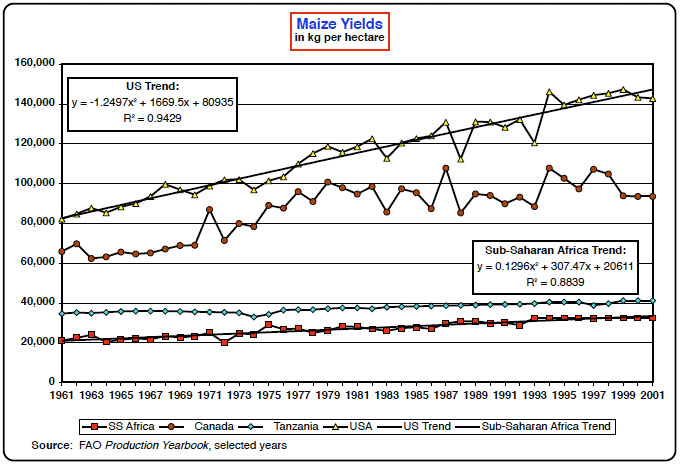 Maize Yields
in kg per hectare
160,000
140,000
120,000
100,000
80,000
60,000
40,000
20,000
0
US Trend:
y = -1.2497x² + 1669.5x + 80935
R² = 0.9429
Sub-Saharan Africa Trend:
y = 0.1296x² + 307.47x + 20611
R² = 0.8839
1961 1963 1965 1967 1969 1971 1973 1975 1977 1979 1981 1983 1985 1987 1989 1991 1993 1995 1997 1999 2001
SS Africa Canada Tanzania USA US Trend Sub-Saharan Africa Trend
Source: FAO Production Yearbook, selected years